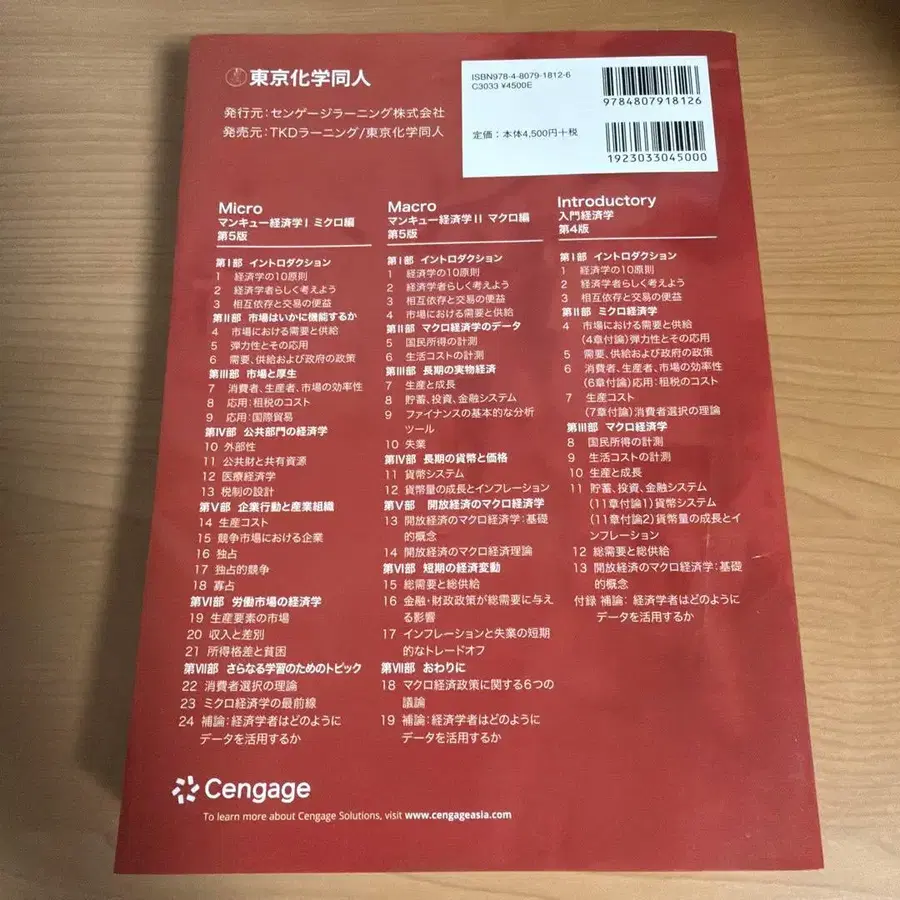 東京化学同人
発行元：センゲージラーニング株式会社
発売元：TKDラーニング/東京化学同人
ISBN978-4-8079-1812-6
C3033 ¥4500E
定価：本体4,500円＋税
9784807918126
1923033045000
Micro
マンキュー経済学I ミクロ編
第5版
第I部 イントロダクション
1 経済学の10原則
2 経済学者らしく考えよう
3 相互依存と交易の便益
第II部 市場はいかに機能するか
4 市場における需要と供給
5 弾力性とその応用
6 需要、供給および政府の政策
第III部 市場と厚生
7 消費者、生産者、市場の効率性
8 応用：租税のコスト
9 応用：国際貿易
第IV部 公共部門の経済学
10 外部性
11 公共財と共有資源
12 医療経済学
13 税制の設計
第V部 企業行動と産業組織
14 生産コスト
15 競争市場における企業
16 独占
17 独占的競争
18 寡占
第VI部 労働市場の経済学
19 生産要素の市場
20 収入と差別
21 所得格差と貧困
第VII部 さらなる学習のためのトピック
22 消費者選択の理論
23 ミクロ経済学の最前線
24 補論：経済学者はどのように
データを活用するか
Macro
マンキュー経済学II マクロ編
第5版
第I部 イントロダクション
1 経済学の10原則
2 経済学者らしく考えよう
3 相互依存と交易の便益
4 市場における需要と供給
第II部 マクロ経済学のデータ
5 国民所得の計測
6 生活コストの計測
第III部 長期の実物経済
7 生産と成長
8 貯蓄、投資、金融システム
9 ファイナンスの基本的な分析
ツール
10 失業
第IV部 長期の貨幣と価格
11 貨幣システム
12 貨幣量の成長とインフレーション
第V部 開放経済のマクロ経済学
13 開放経済のマクロ経済学：基礎
的概念
14 開放経済のマクロ経済理論
第VI部 短期の経済変動
15 総需要と総供給
16 金融・財政政策が総需要に与え
る影響
17 インフレーションと失業の短期
的なトレードオフ
第VII部 おわりに
18 マクロ経済政策に関する6つの
議論
19 補論：経済学者はどのように
データを活用するか
Introductory
入門経済学
第4版
第I部 イントロダクション
1 経済学の10原則
2 経済学者らしく考えよう
3 相互依存と交易の便益
第II部 ミクロ経済学
4 市場における需要と供給
(4章付論)弾力性とその応用
5 需要、供給および政府の政策
6 消費者、生産者、市場の効率性
(6章付論)応用：租税のコスト
7 生産コスト
(7章付論)消費者選択の理論
第III部 マクロ経済学
8 国民所得の計測
9 生活コストの計測
10 生産と成長
11 貯蓄、投資、金融システム
(11章付論1)貨幣システム
(11章付論2)貨幣量の成長とイ
ンフレーション
12 総需要と総供給
13 開放経済のマクロ経済学：基礎
的概念
付録 補論：経済学者はどのように
データを活用するか
Cengage
To learn more about Cengage Solutions, visit www.cengageasia.com